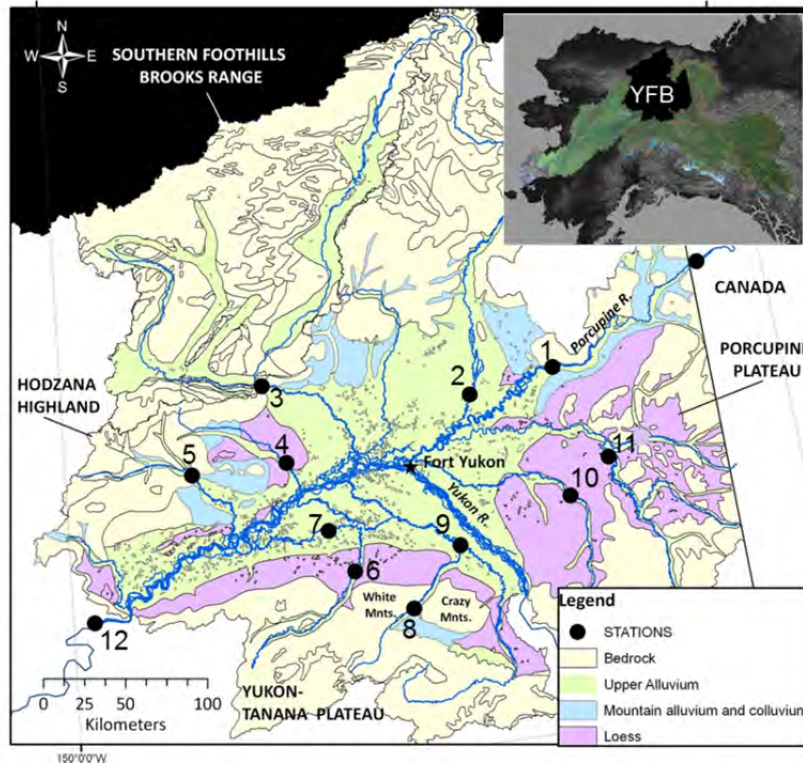 N
W E
S
SOUTHERN FOOTHILLS
BROOKS RANGE
YFB
CANADA
Porcupine R.
PORCUPINE
PLATEAU
HODZANA
HIGHLAND
1
2
3
4
5
11
10
Fort Yukon
Yukon R.
7
9
6
White
Mnts.
Crazy
Mnts.
8
12
YUKON-
TANANA PLATEAU
0 25 50 100
Kilometers
Legend
STATIONS
Bedrock
Upper Alluvium
Mountain alluvium and colluvium
Loess
150°0'0"W